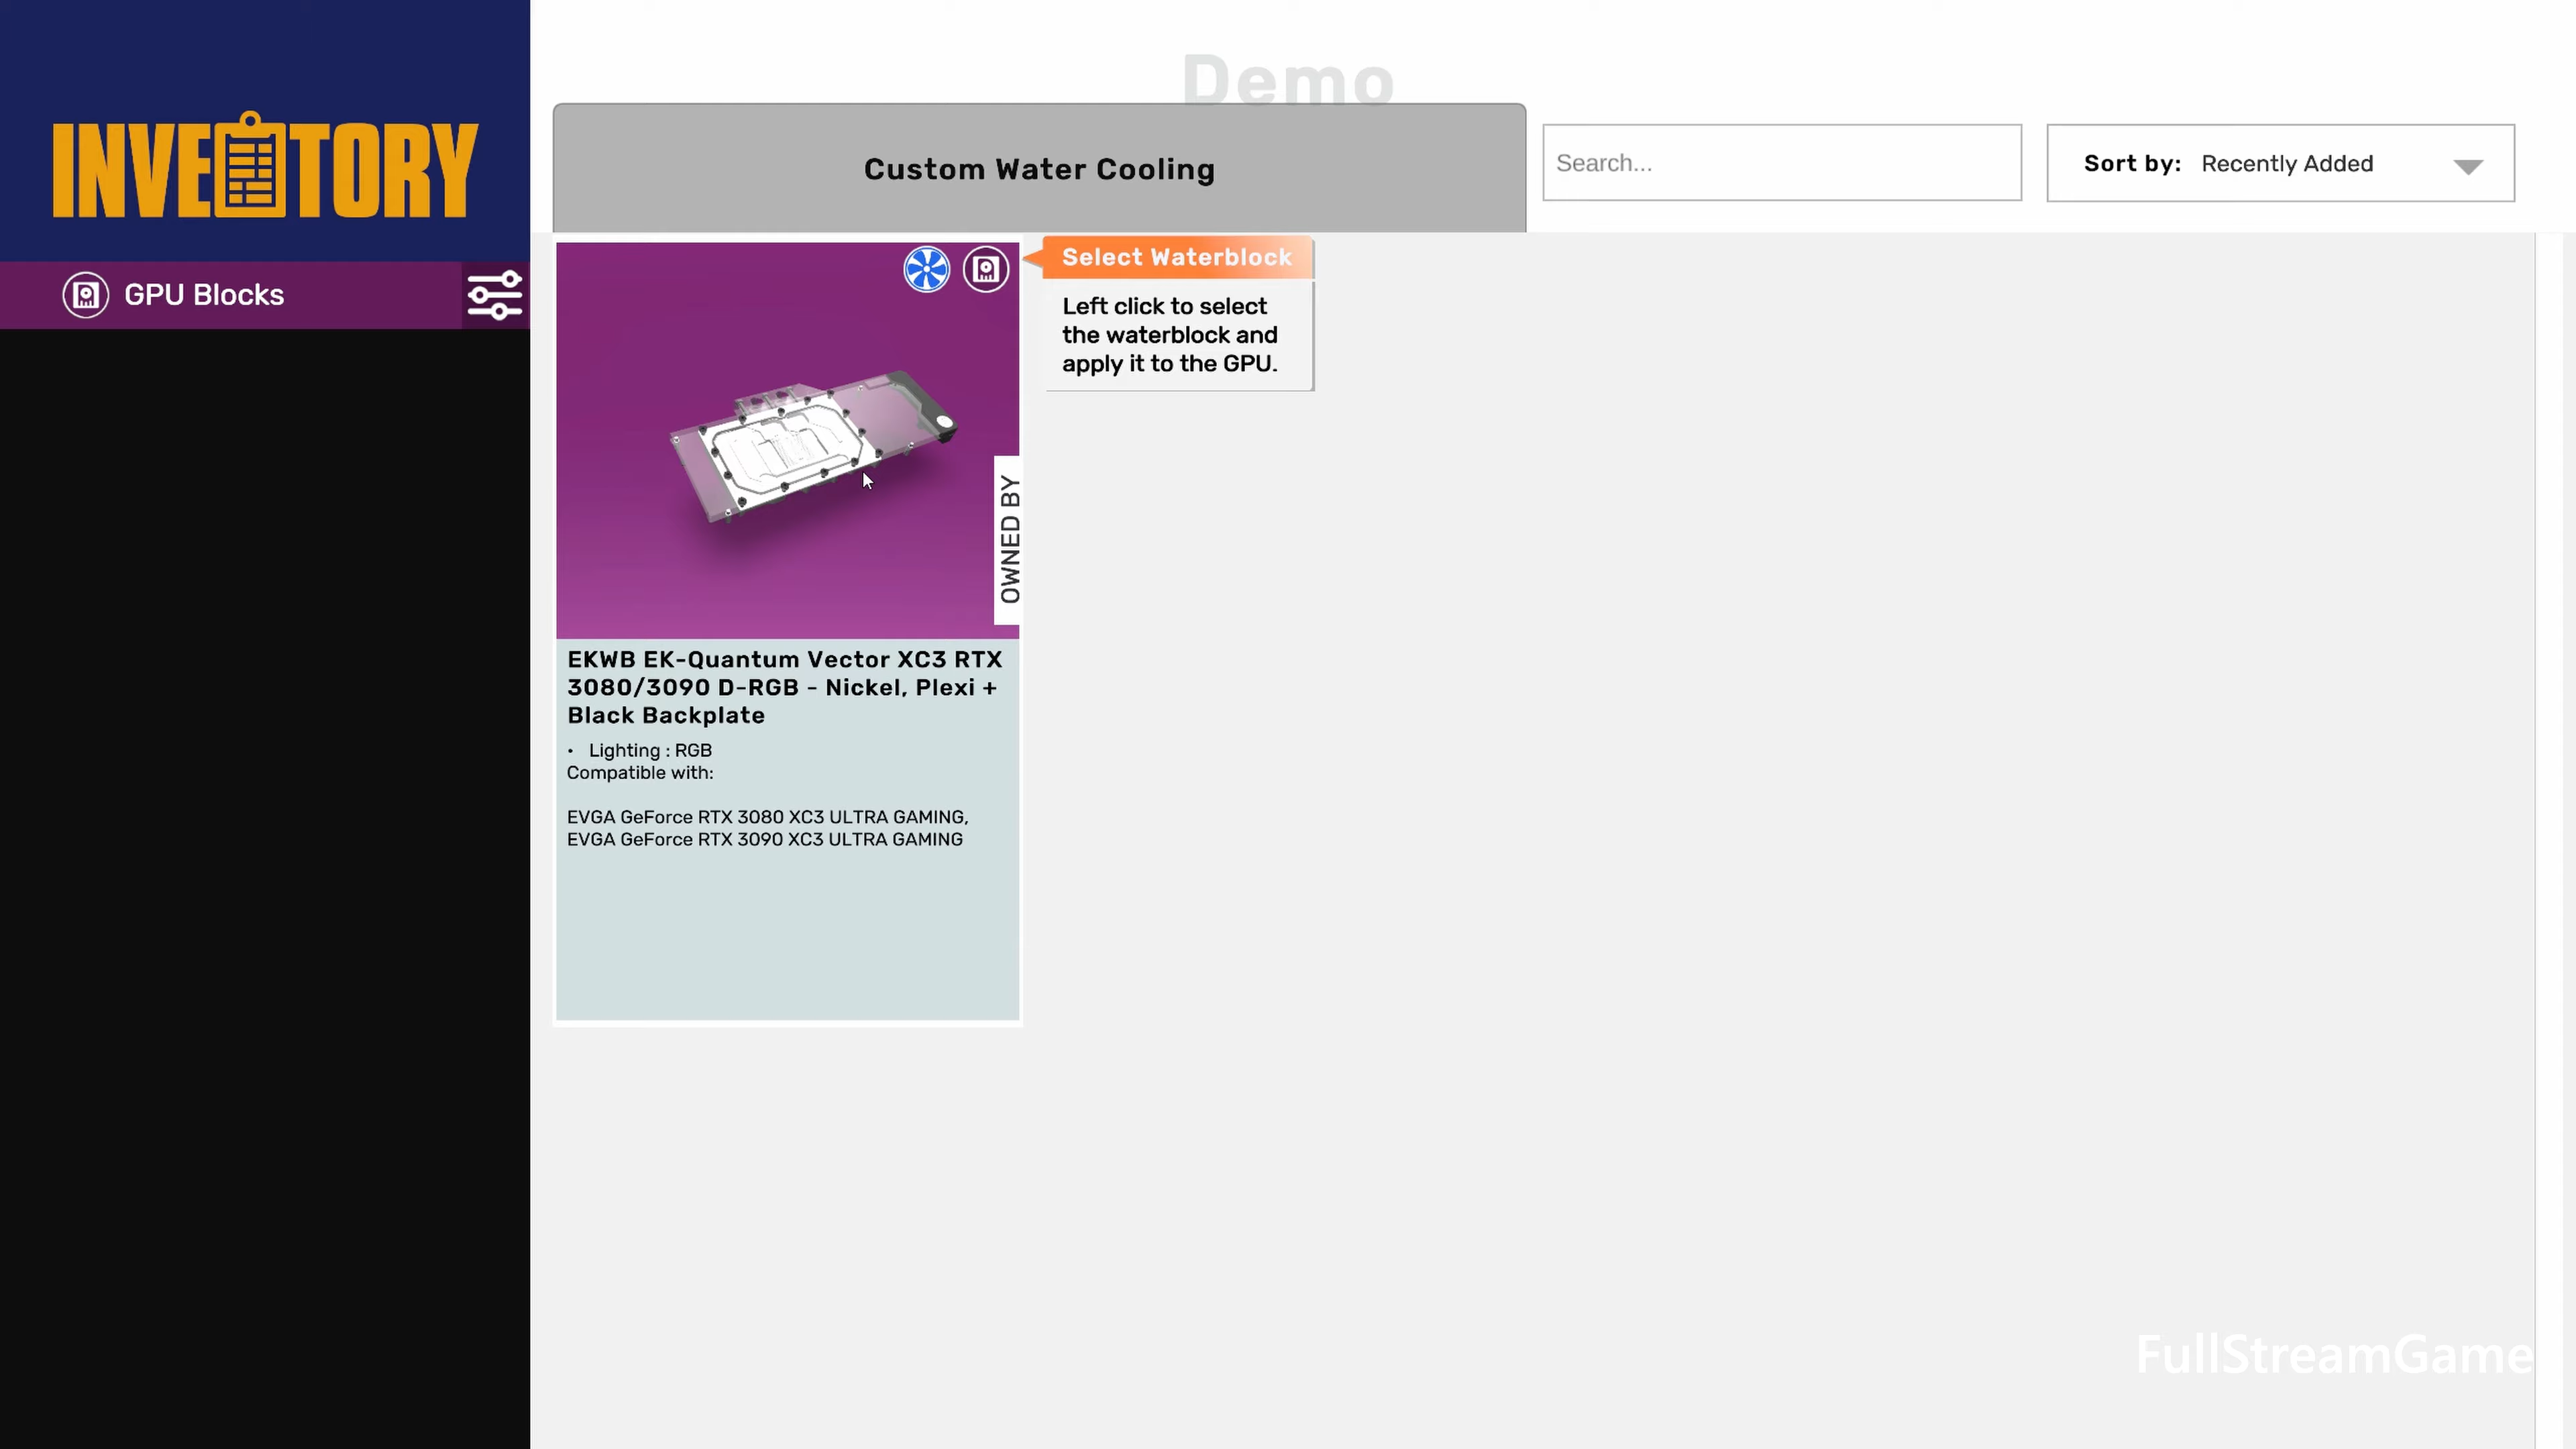 Demo
INVENTORY
Custom Water Cooling
Search...
Sort by: Recently Added
GPU Blocks
Select Waterblock
Left click to select
the waterblock and
apply it to the GPU.
OWNED BY
EKWB EK-Quantum Vector XC3 RTX
3080/3090 D-RGB - Nickel, Plexi +
Black Backplate
• Lighting : RGB
Compatible with:
EVGA GeForce RTX 3080 XC3 ULTRA GAMING,
EVGA GeForce RTX 3090 XC3 ULTRA GAMING
FullStreamGame